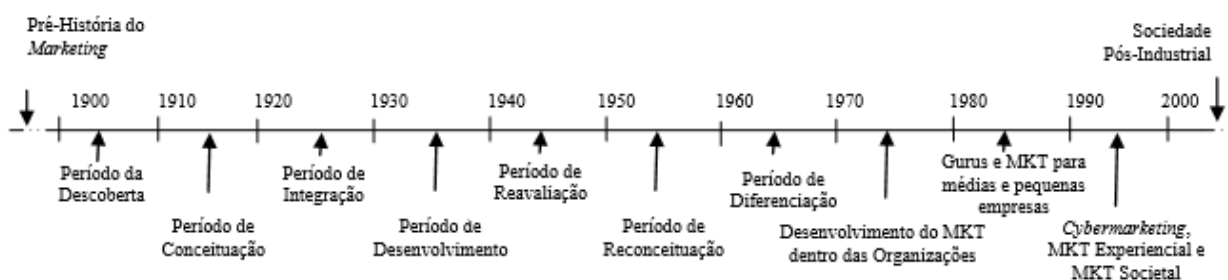 Pré-História do
Marketing
Sociedade
Pós-Industrial
1900 1910 1920 1930 1940 1950 1960 1970 1980 1990 2000
Período da
Descoberta
Período de
Conceituação
Período de
Integração
Período de
Desenvolvimento
Período de
Reavaliação
Período de
Reconceituação
Período de
Diferenciação
Desenvolvimento do MKT
dentro das Organizações
Gurus e MKT para
médias e pequenas
empresas
Cybermarketing,
MKT Experiencial e
MKT Societal